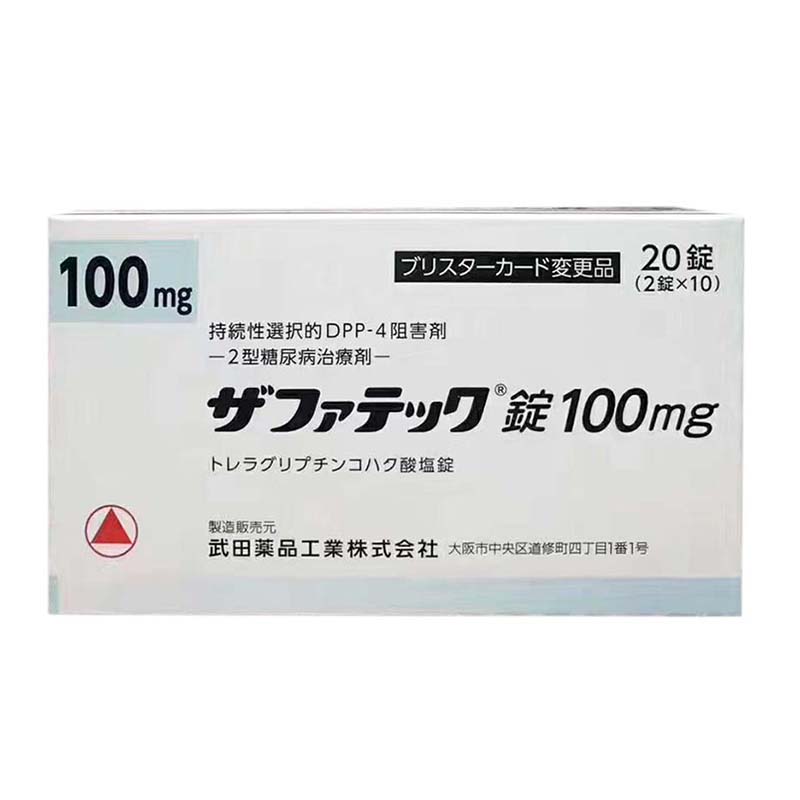 100mg
ブリスターカード変更品
20錠
(2錠×10)
持続性選択的DPP-4阻害剤
—2型糖尿病治療剤—
ザファテック®錠100mg
トレラグリプチンコハク酸塩錠
製造販売元
武田薬品工業株式会社 大阪市中央区道修町四丁目1番1号